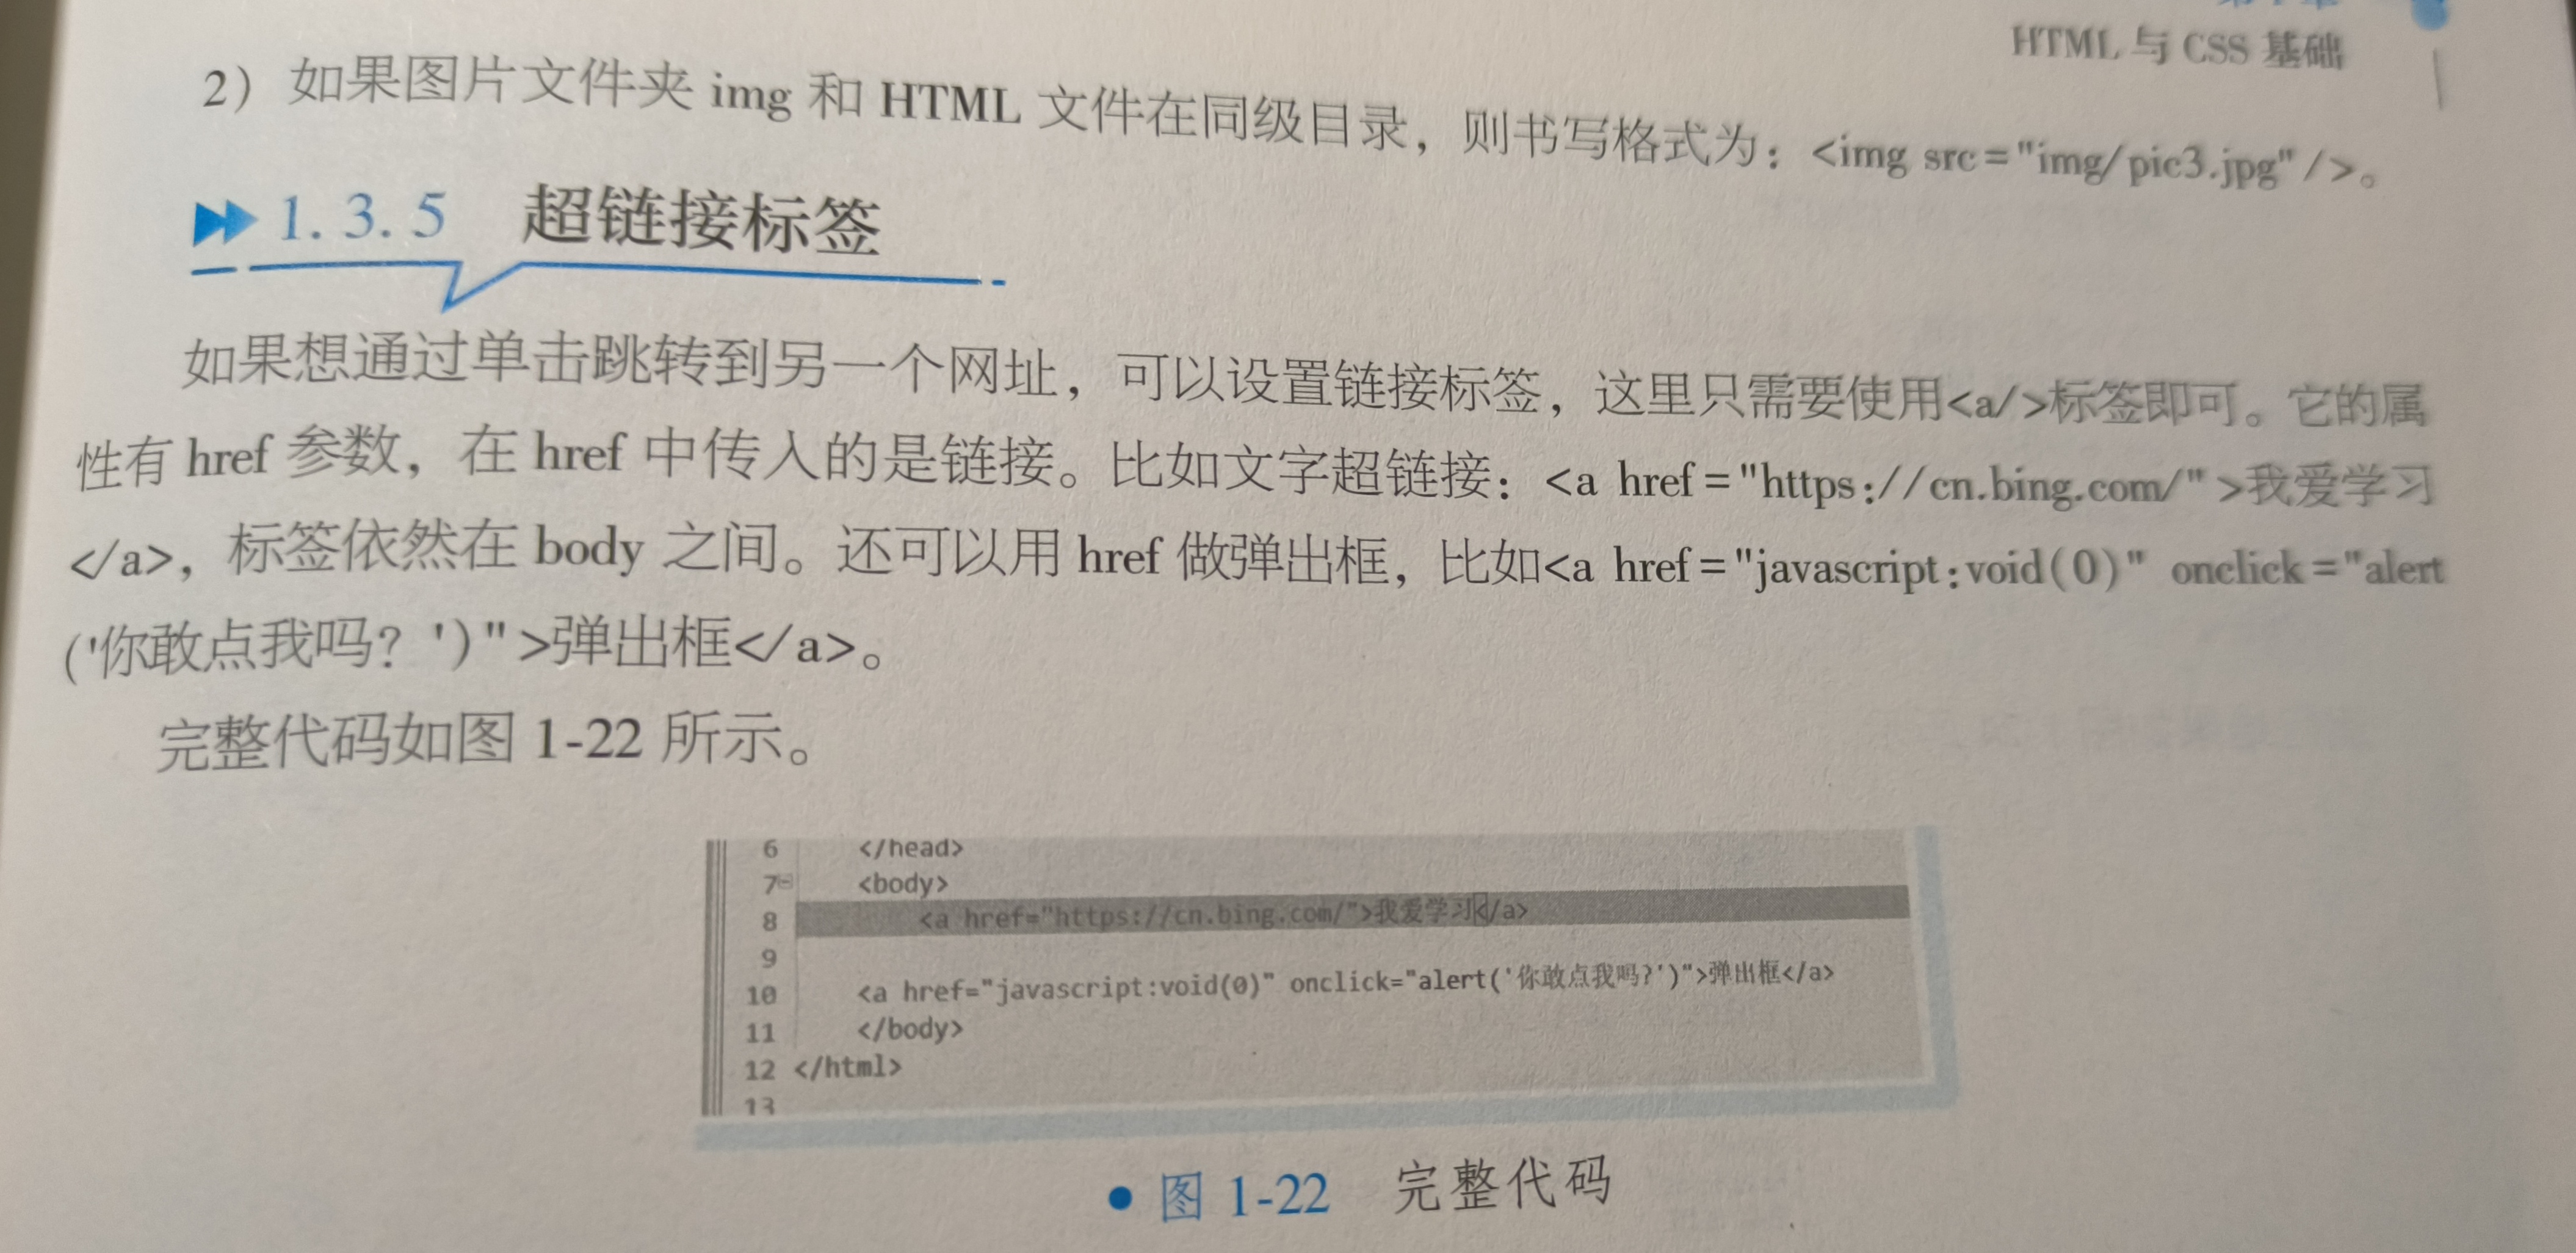 HTML 与 CSS 基础
2）如果图片文件夹 img 和 HTML 文件在同级目录，则书写格式为：<img src="img/pic3.jpg"/>。
1.3.5 超链接标签
如果想通过单击跳转到另一个网址，可以设置链接标签，这里只需要使用<a/>标签即可。它的属
性有 href 参数，在 href 中传入的是链接。比如文字超链接：<a href="https://cn.bing.com/">我爱学习
</a>，标签依然在 body 之间。还可以用 href 做弹出框，比如<a href="javascript:void(0)" onclick="alert
('你敢点我吗？')">弹出框</a>。
完整代码如图 1-22 所示。
6 </head>
7 <body>
8 <a href="https://cn.bing.com/">我爱学习</a>
9
10 <a href="javascript:void(0)" onclick="alert('你敢点我吗?')">弹出框</a>
11 </body>
12 </html>
13
• 图 1-22 完整代码